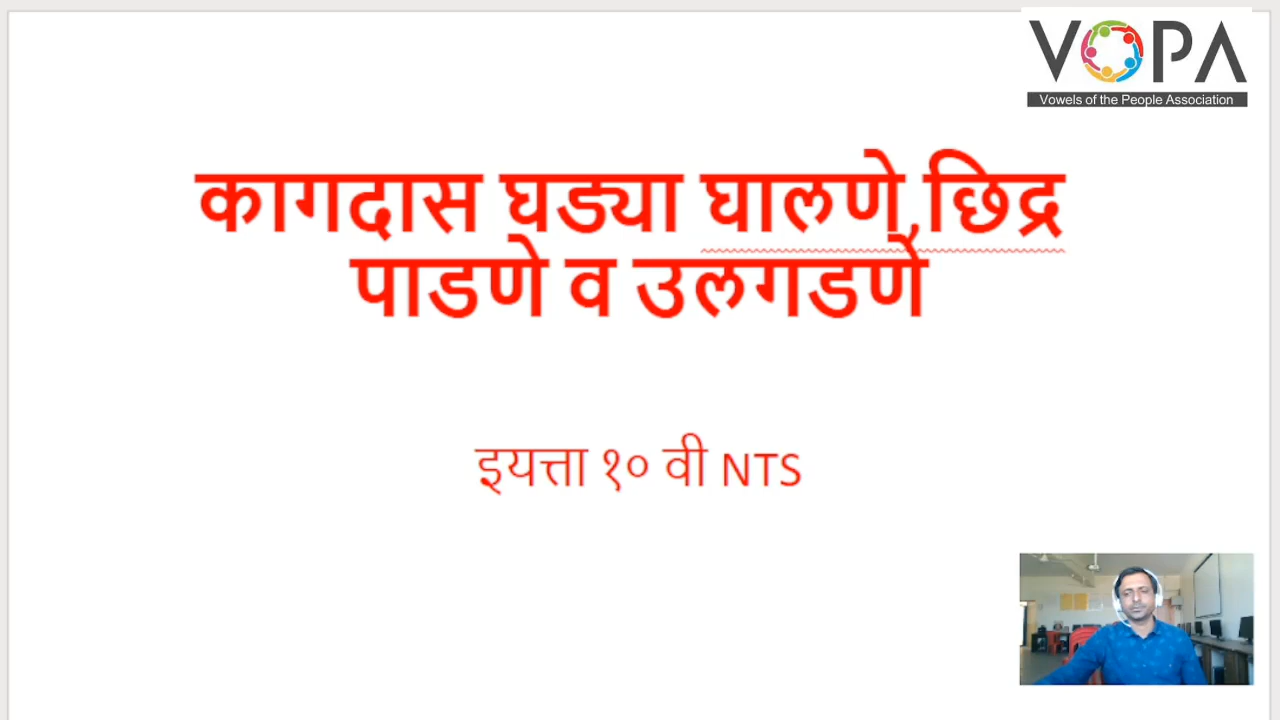 VOPA
Vowels of the People Association
कागदास घड्या घालणे,छिद्र
पाडणे व उलगडणे
इयत्ता १० वी NTS